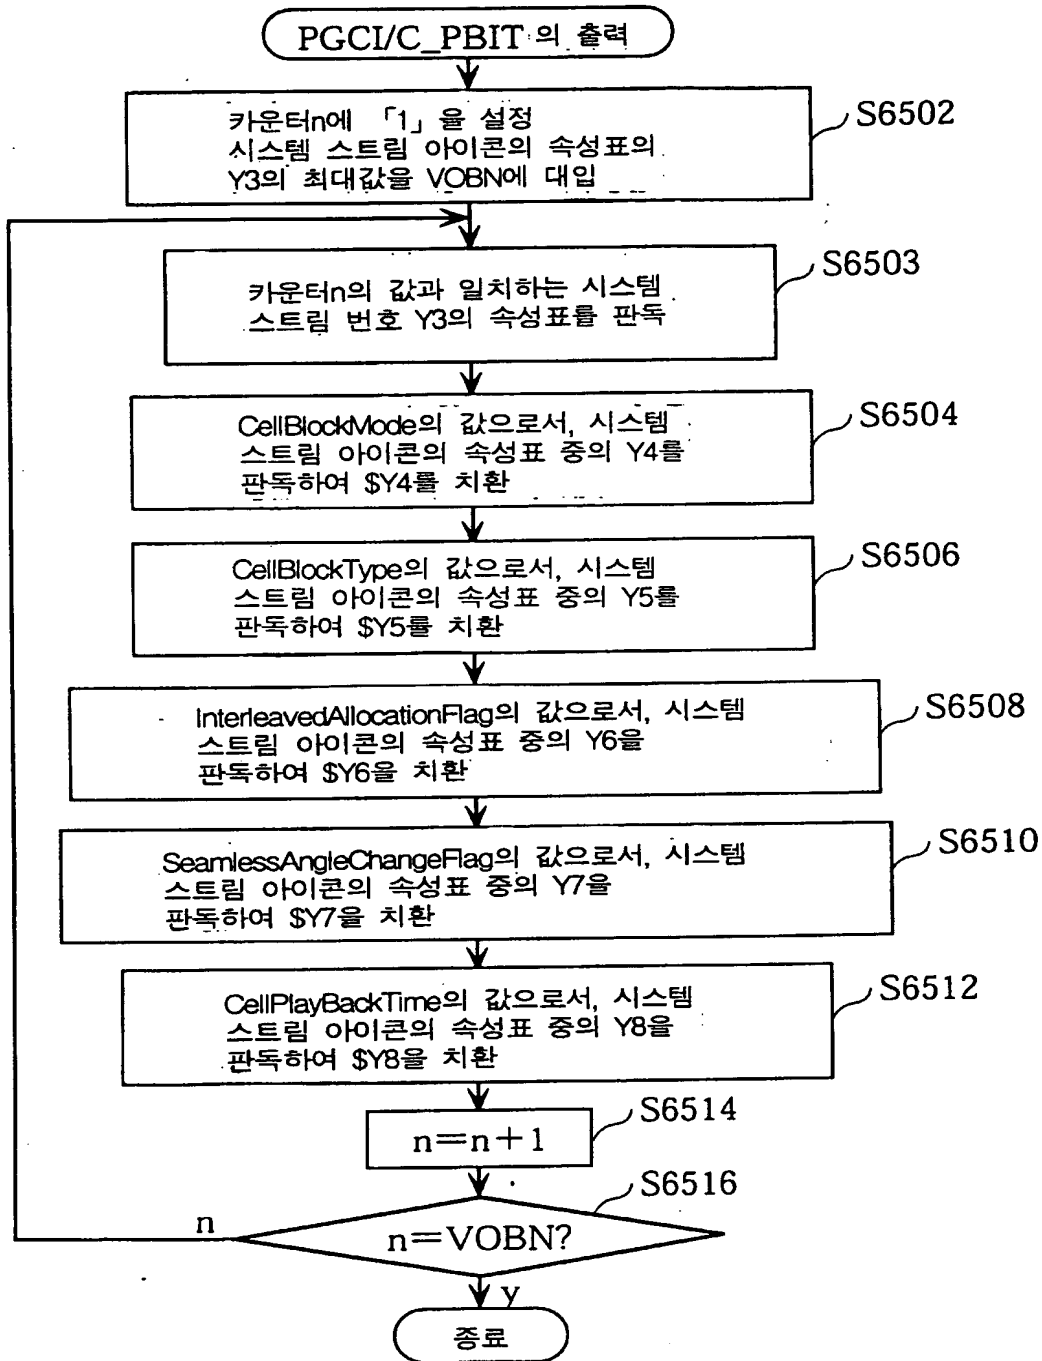 PGCI/C_PBIT 의 출력
카운터n에 「1」을 설정
시스템 스트림 아이콘의 속성표의
Y3의 최대값을 VOBN에 대입
S6502
카운터n의 값과 일치하는 시스템
스트림 번호 Y3의 속성표를 판독
S6503
CellBlockMode의 값으로서, 시스템
스트림 아이콘의 속성표 중의 Y4를
판독하여 $Y4를 치환
S6504
CellBlockType의 값으로서, 시스템
스트림 아이콘의 속성표 중의 Y5를
판독하여 $Y5를 치환
S6506
InterleavedAllocationFlag의 값으로서, 시스템
스트림 아이콘의 속성표 중의 Y6을
판독하여 $Y6을 치환
S6508
SeamlessAngleChangeFlag의 값으로서, 시스템
스트림 아이콘의 속성표 중의 Y7을
판독하여 $Y7을 치환
S6510
CellPlayBackTime의 값으로서, 시스템
스트림 아이콘의 속성표 중의 Y8을
판독하여 $Y8을 치환
S6512
n=n+1
S6514
n=VOBN?
S6516
n
y
종료